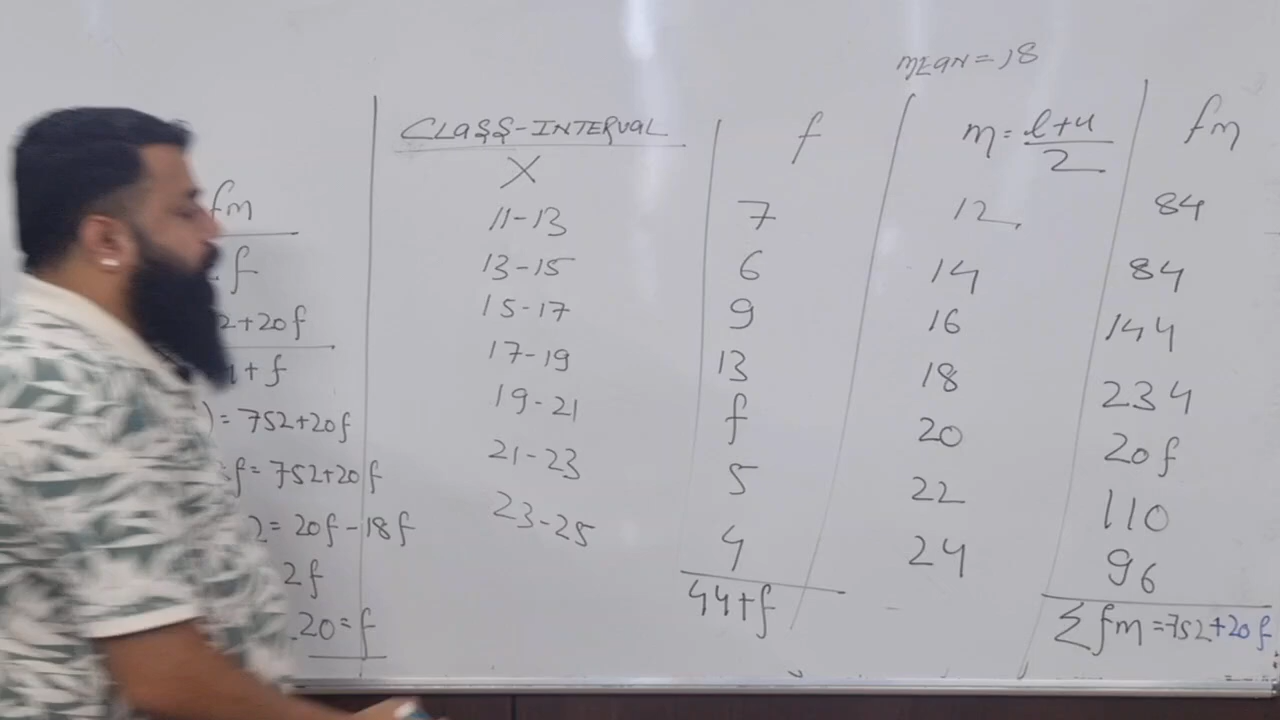 MEAN = 18
CLASS-INTERVAL
X
f
m = l+u/2
fm
11-13 7 12 84
13-15 6 14 84
15-17 9 16 144
17-19 13 18 234
19-21 f 20 20f
21-23 5 22 110
23-25 4 24 96
44+f
Σfm = 752+20f
fm
f
2+20f
+f
) = 752+20f
f = 752+20f
2 = 20f - 18f
2f
20 = f